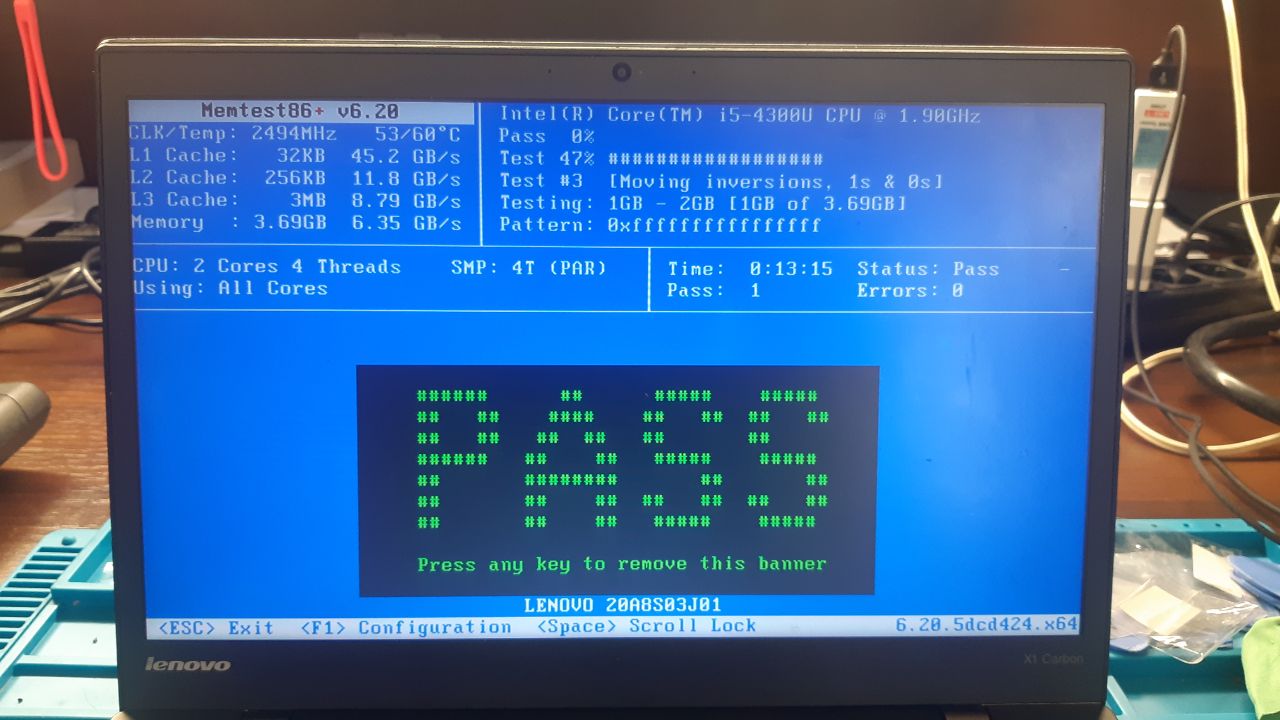 Memtest86+ v6.20
CLK/Temp: 2494MHz 53/60°C
L1 Cache: 32KB 45.2 GB/s
L2 Cache: 256KB 11.8 GB/s
L3 Cache: 3MB 8.79 GB/s
Memory : 3.69GB 6.35 GB/s
Intel(R) Core(TM) i5-4300U CPU @ 1.90GHz
Pass 0%
Test 47% ##################
Test #3 [Moving inversions, 1s & 0s]
Testing: 1GB - 2GB [1GB of 3.69GB]
Pattern: 0xffffffffffffffff
CPU: 2 Cores 4 Threads SMP: 4T (PAR)
Using: All Cores
Time: 0:13:15 Status: Pass -
Pass: 1 Errors: 0
PASS
Press any key to remove this banner
LENOVO 20A8S03J01
<ESC> Exit <F1> Configuration <Space> Scroll Lock 6.20.5dcd424.x64
lenovo
X1 Carbon